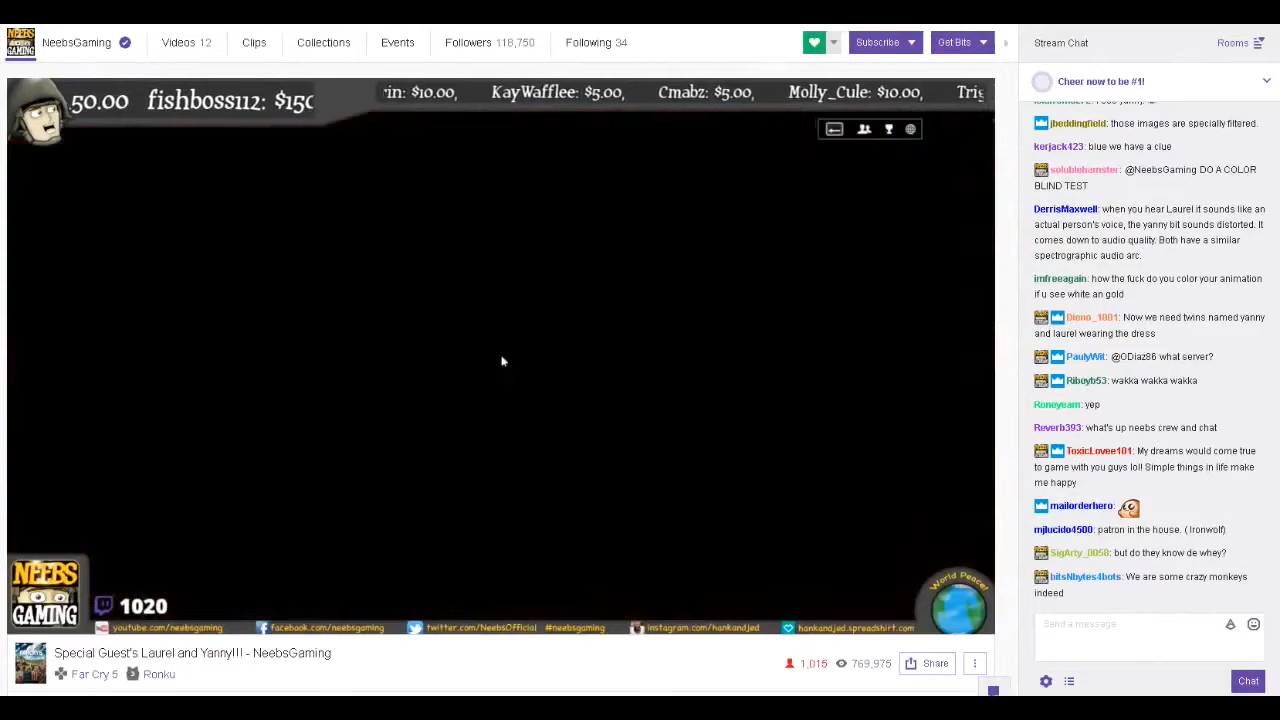 NeebsGaming Videos 12 Clips Collections Events Followers 118,750 Following 34 Subscribe Get Bits
50.00 fishboss112: $150
rin: $10.00, KayWafflee: $5.00, Cmabz: $5.00, Molly_Cule: $10.00, Trig
NEEBS
GAMING
1020
World Peace!
youtube.com/neebsgaming facebook.com/neebsgaming twitter.com/NeebsOfficial #neebsgaming instagram.com/hankandjed hankandjed.spreadshirt.com
Special Guest's Laurel and Yanny!!! - NeebsGaming
Far Cry 5 Ronku
1,015 769,975 Share
Stream Chat Rooms
Cheer now to be #1!
jbeddingfield: those images are specially filtered.
kerjack423: blue we have a clue
solublehamster: @NeebsGaming DO A COLOR
BLIND TEST
DerrisMaxwell: when you hear Laurel it sounds like an
actual person's voice, the yanny bit sounds distorted. It
comes down to audio quality. Both have a similar
spectrographic audio arc.
imfreeagain: how the fuck do you color your animation
if u see white an gold
Dieno_1001: Now we need twins named yanny
and laurel wearing the dress
PaulyWit: @ODiaz86 what server?
Riboyb53: wakka wakka wakka
Roneyeam: yep
Reverb393: what's up neebs crew and chat
ToxicLovee101: My dreams would come true
to game with you guys lol! Simple things in life make
me happy
mailorderhero:
mjlucido4500: patron in the house. ( Ironwolf)
SigArty_0058: but do they know de whey?
bitsNbytes4bots: We are some crazy monkeys
indeed
Send a message
Chat